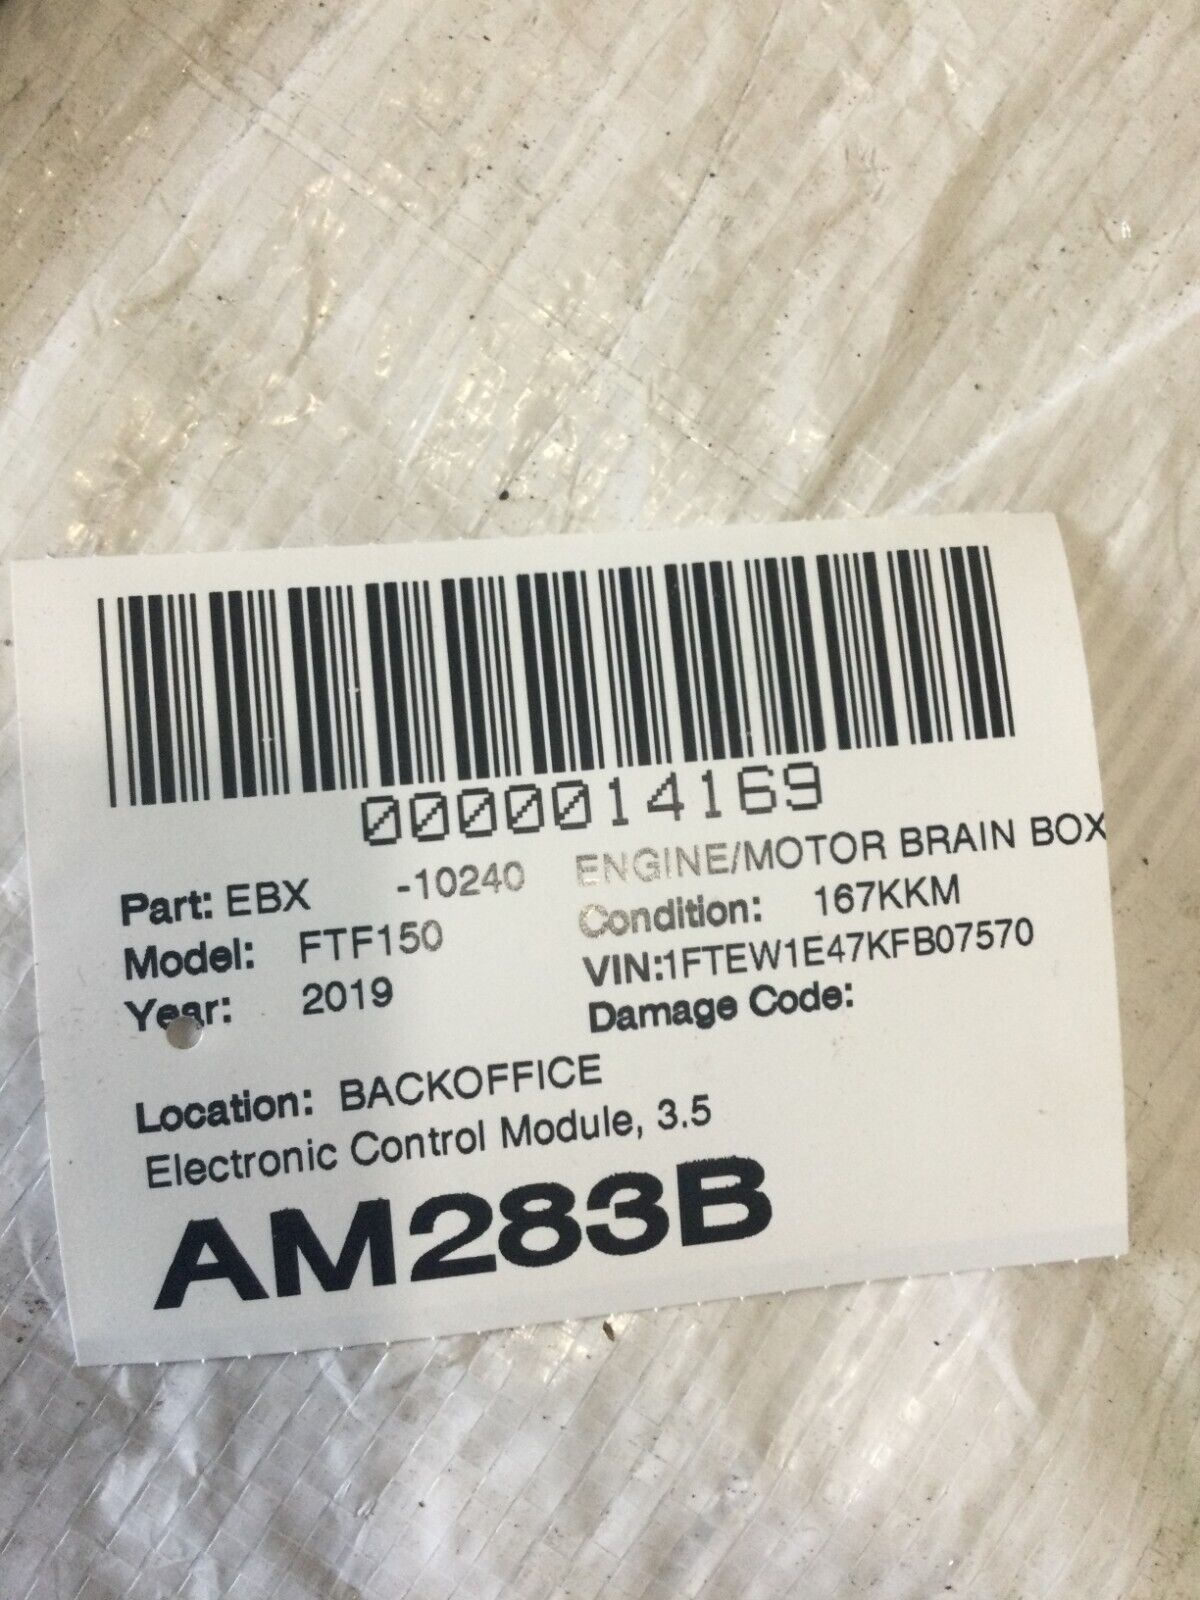 0000014169
Part: EBX -10240 ENGINE/MOTOR BRAIN BOX
Model: FTF150 Condition: 167KKM
Year: 2019 VIN:1FTEW1E47KFB07570
Damage Code:
Location: BACKOFFICE
Electronic Control Module, 3.5
AM283B